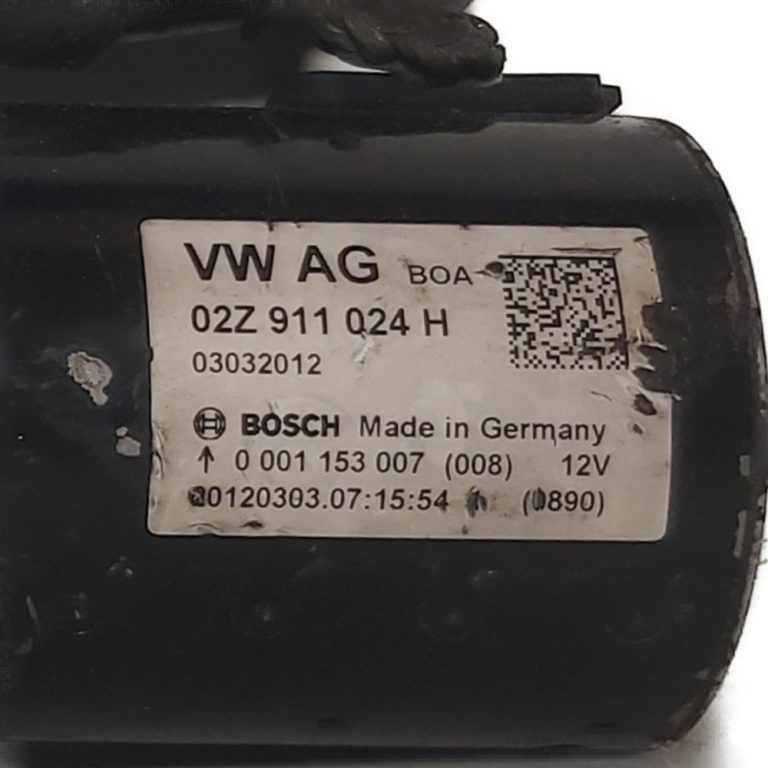 VW AG BOA
02Z 911 024 H
03032012
BOSCH Made in Germany
↑ 0 001 153 007 (008) 12V
20120303.07:15:54 (0890)